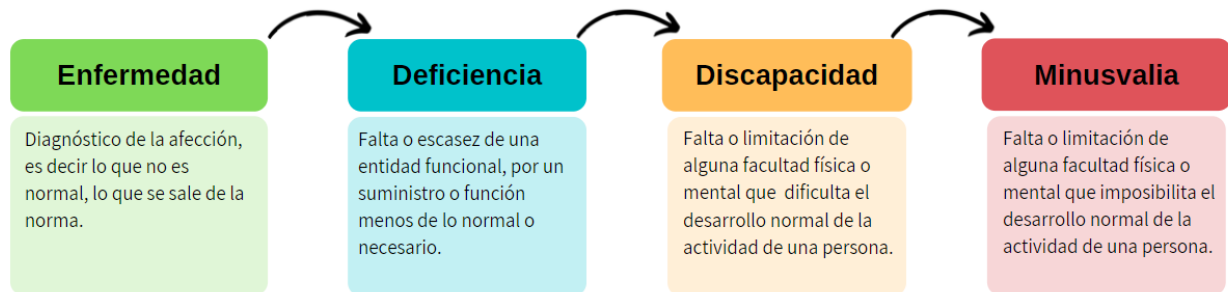 Enfermedad
Diagnóstico de la afección,
es decir lo que no es
normal, lo que se sale de la
norma.
Deficiencia
Falta o escasez de una
entidad funcional, por un
suministro o función
menos de lo normal o
necesario.
Discapacidad
Falta o limitación de
alguna facultad física o
mental que dificulta el
desarrollo normal de la
actividad de una persona.
Minusvalia
Falta o limitación de
alguna facultad física o
mental que imposibilita el
desarrollo normal de la
actividad de una persona.